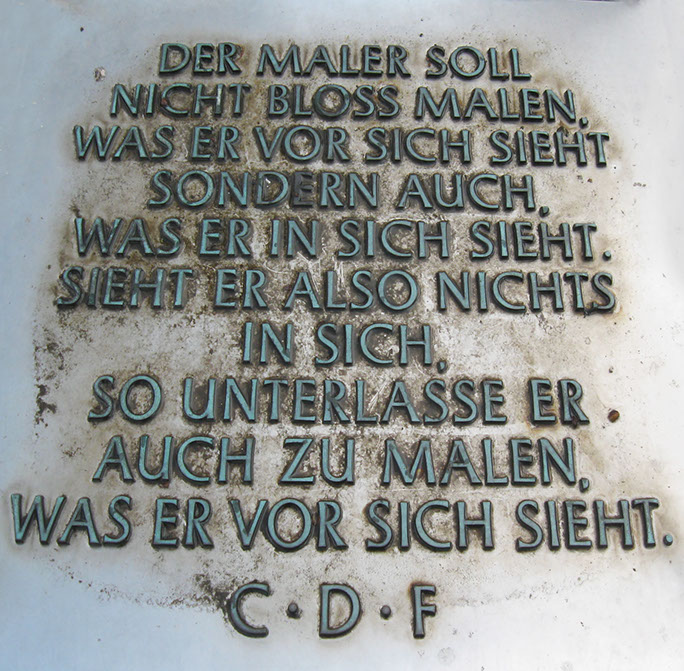 DER MALER SOLL
NICHT BLOSS MALEN,
WAS ER VOR SICH SIEHT
SONDERN AUCH,
WAS ER IN SICH SIEHT.
SIEHT ER ALSO NICHTS
IN SICH,
SO UNTERLASSE ER
AUCH ZU MALEN,
WAS ER VOR SICH SIEHT.
C·D·F